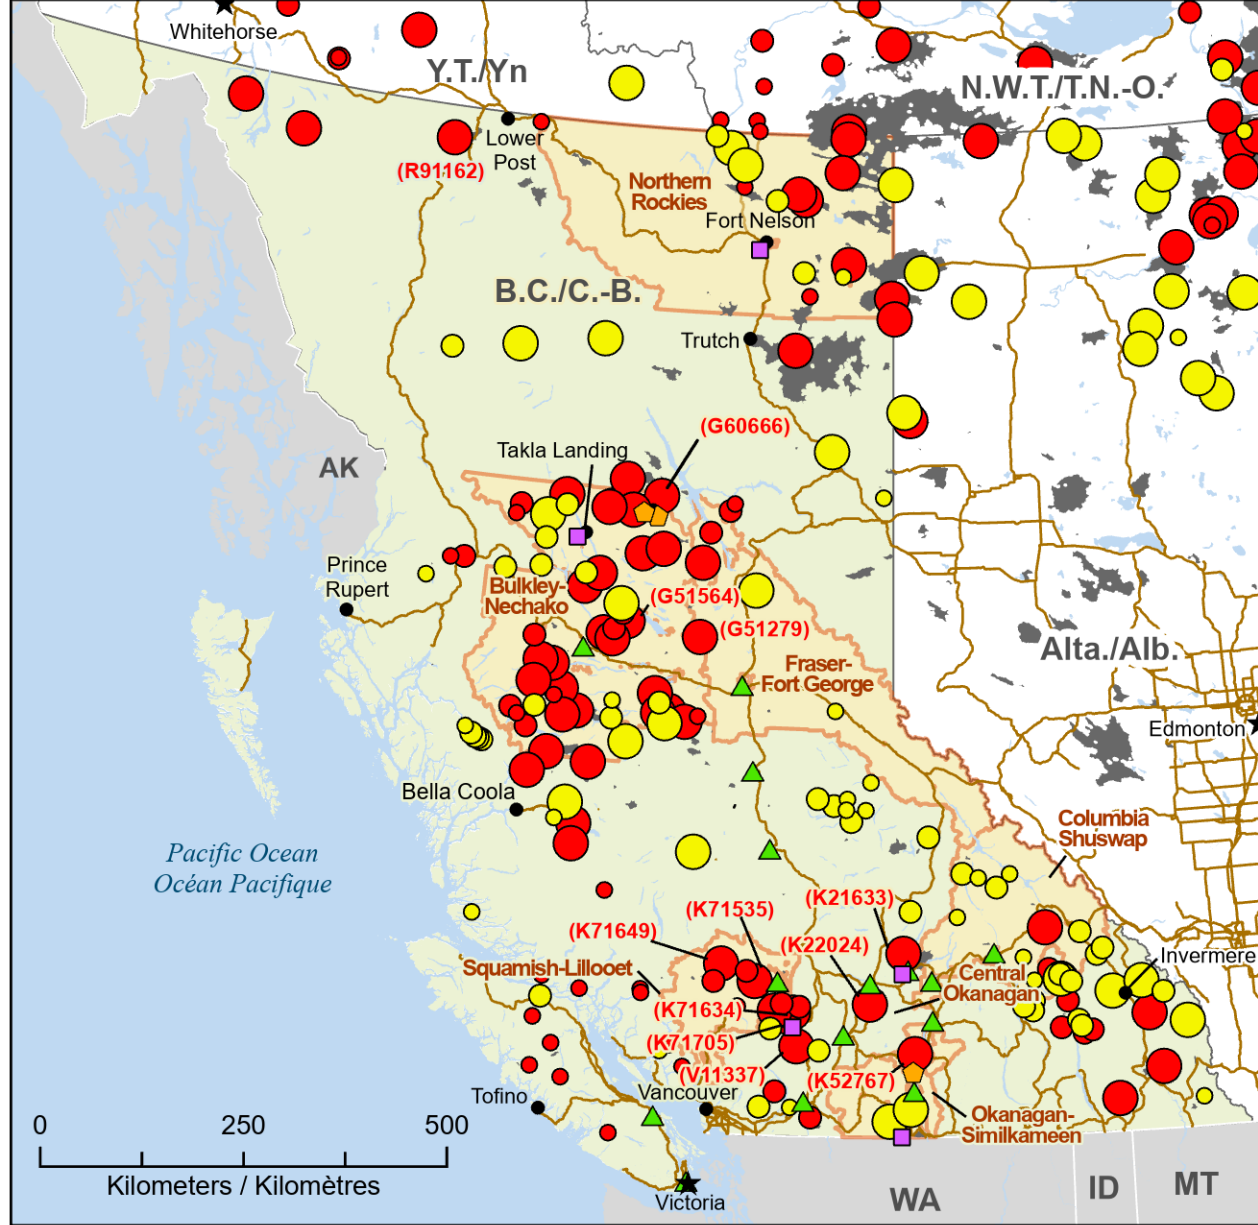 Whitehorse
Y.T./Yn
N.W.T./T.N.-O.
Lower
Post
(R91162)
Northern
Rockies
Fort Nelson
B.C./C.-B.
Trutch
(G60666)
Takla Landing
AK
Prince
Rupert
Bulkley-
Nechako
(G51564)
(G51279)
Fraser-
Fort George
Alta./Alb.
Edmonton
Bella Coola
Columbia
Shuswap
Pacific Ocean
Océan Pacifique
(K21633)
(K71535)
(K71649)
(K22024)
Invermere
Squamish-Lillooet
Central
Okanagan
(K71634)
(K71705)
(V11337)
(K52767)
Tofino
Vancouver
Okanagan-
Similkameen
0 250 500
Kilometers / Kilomètres
Victoria
WA
ID
MT